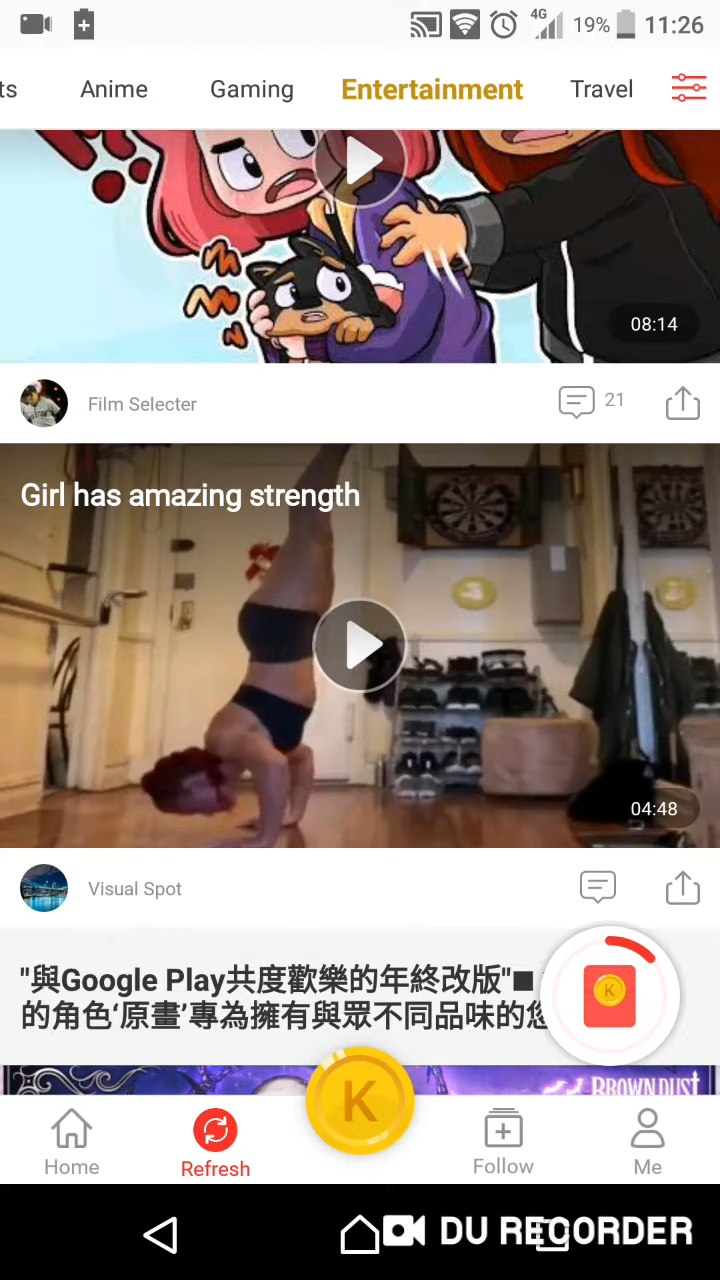 4G 19% 11:26
ts Anime Gaming Entertainment Travel
08:14
Film Selecter 21
Girl has amazing strength
04:48
Visual Spot
"與Google Play共度歡樂的年終改版"■
的角色‘原畫’專為擁有與眾不同品味的您
K
BROWNDUST
K
Home Refresh Follow Me
DU RECORDER